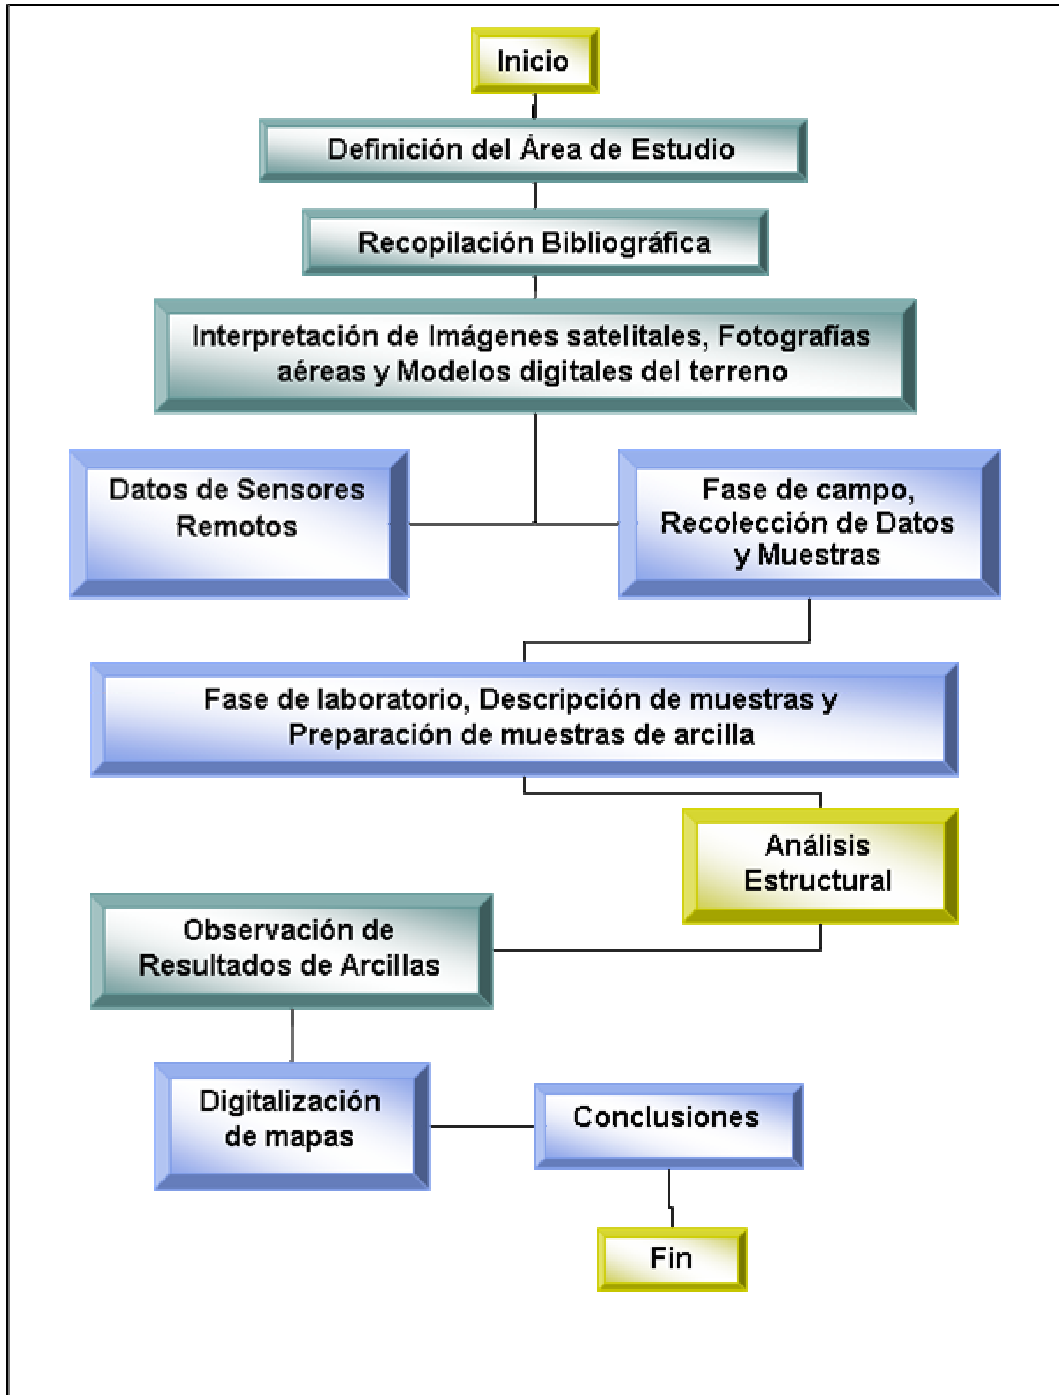 Inicio
Definición del Área de Estudio
Recopilación Bibliográfica
Interpretación de Imágenes satelitales, Fotografías
aéreas y Modelos digitales del terreno
Datos de Sensores
Remotos
Fase de campo,
Recolección de Datos
y Muestras
Fase de laboratorio, Descripción de muestras y
Preparación de muestras de arcilla
Análisis
Estructural
Observación de
Resultados de Arcillas
Digitalización
de mapas
Conclusiones
Fin